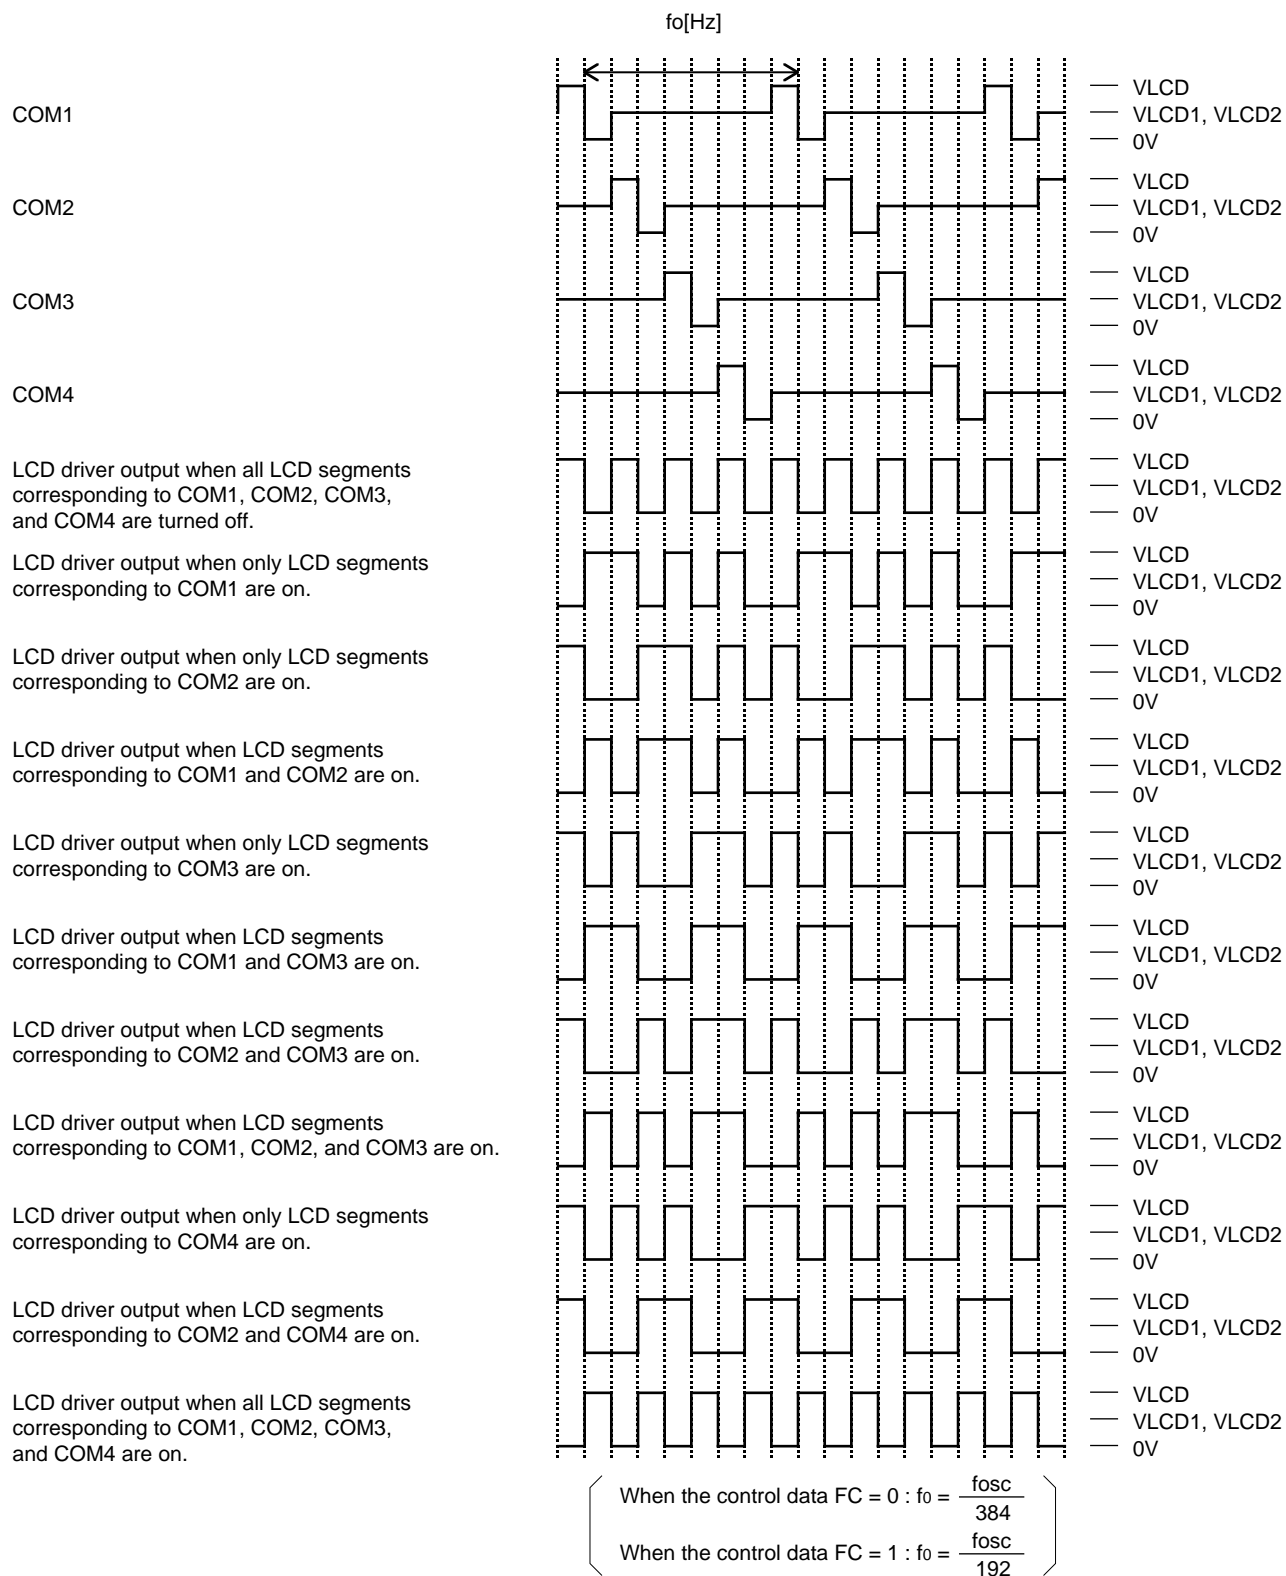 fo[Hz]
COM1
VLCD
VLCD1, VLCD2
0V
COM2
VLCD
VLCD1, VLCD2
0V
COM3
VLCD
VLCD1, VLCD2
0V
COM4
VLCD
VLCD1, VLCD2
0V
LCD driver output when all LCD segments
corresponding to COM1, COM2, COM3,
and COM4 are turned off.
VLCD
VLCD1, VLCD2
0V
LCD driver output when only LCD segments
corresponding to COM1 are on.
VLCD
VLCD1, VLCD2
0V
LCD driver output when only LCD segments
corresponding to COM2 are on.
VLCD
VLCD1, VLCD2
0V
LCD driver output when LCD segments
corresponding to COM1 and COM2 are on.
VLCD
VLCD1, VLCD2
0V
LCD driver output when only LCD segments
corresponding to COM3 are on.
VLCD
VLCD1, VLCD2
0V
LCD driver output when LCD segments
corresponding to COM1 and COM3 are on.
VLCD
VLCD1, VLCD2
0V
LCD driver output when LCD segments
corresponding to COM2 and COM3 are on.
VLCD
VLCD1, VLCD2
0V
LCD driver output when LCD segments
corresponding to COM1, COM2, and COM3 are on.
VLCD
VLCD1, VLCD2
0V
LCD driver output when only LCD segments
corresponding to COM4 are on.
VLCD
VLCD1, VLCD2
0V
LCD driver output when LCD segments
corresponding to COM2 and COM4 are on.
VLCD
VLCD1, VLCD2
0V
LCD driver output when all LCD segments
corresponding to COM1, COM2, COM3,
and COM4 are on.
VLCD
VLCD1, VLCD2
0V
When the control data FC = 0 : f0 = fosc
384
When the control data FC = 1 : f0 = fosc
192